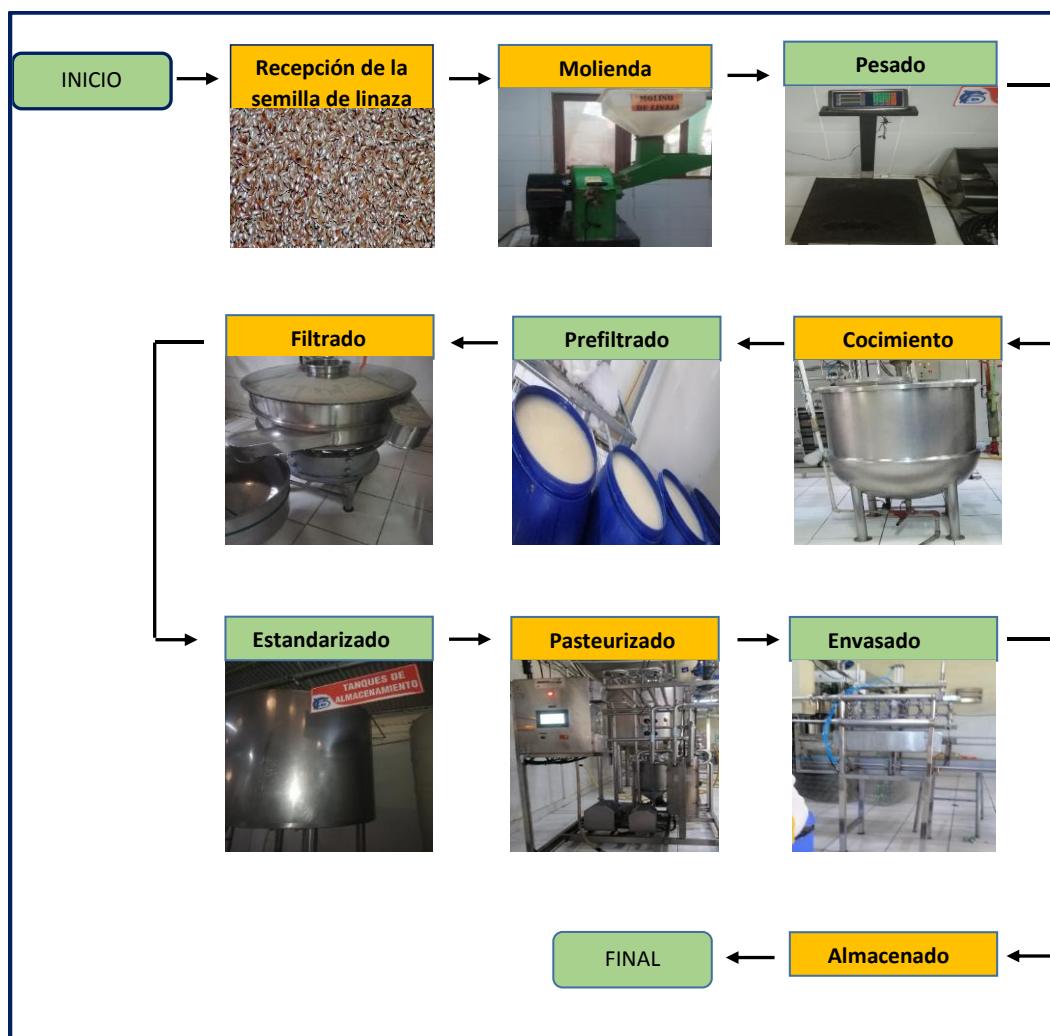 INICIO
Recepción de la
semilla de linaza
Molienda
MOLINO
DE LINAZA
Pesado
Filtrado
Prefiltrado
Cocimiento
Estandarizado
TANQUES DE
ALMACENAMIENTO
Pasteurizado
Envasado
FINAL
Almacenado